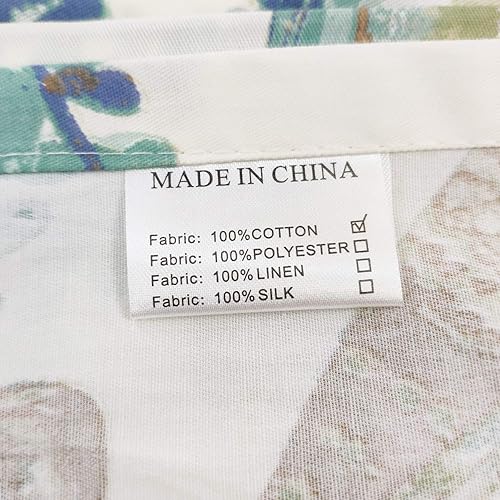 MADE IN CHINA
Fabric: 100%COTTON ☑
Fabric: 100%POLYESTER ☐
Fabric: 100%LINEN ☐
Fabric: 100% SILK ☐